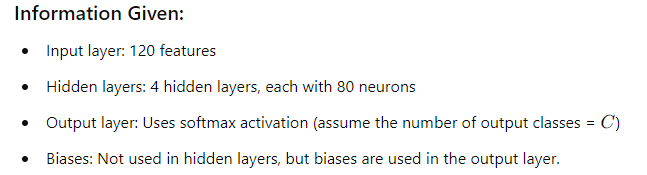 Information Given:
• Input layer: 120 features
• Hidden layers: 4 hidden layers, each with 80 neurons
• Output layer: Uses softmax activation (assume the number of output classes = C)
• Biases: Not used in hidden layers, but biases are used in the output layer.